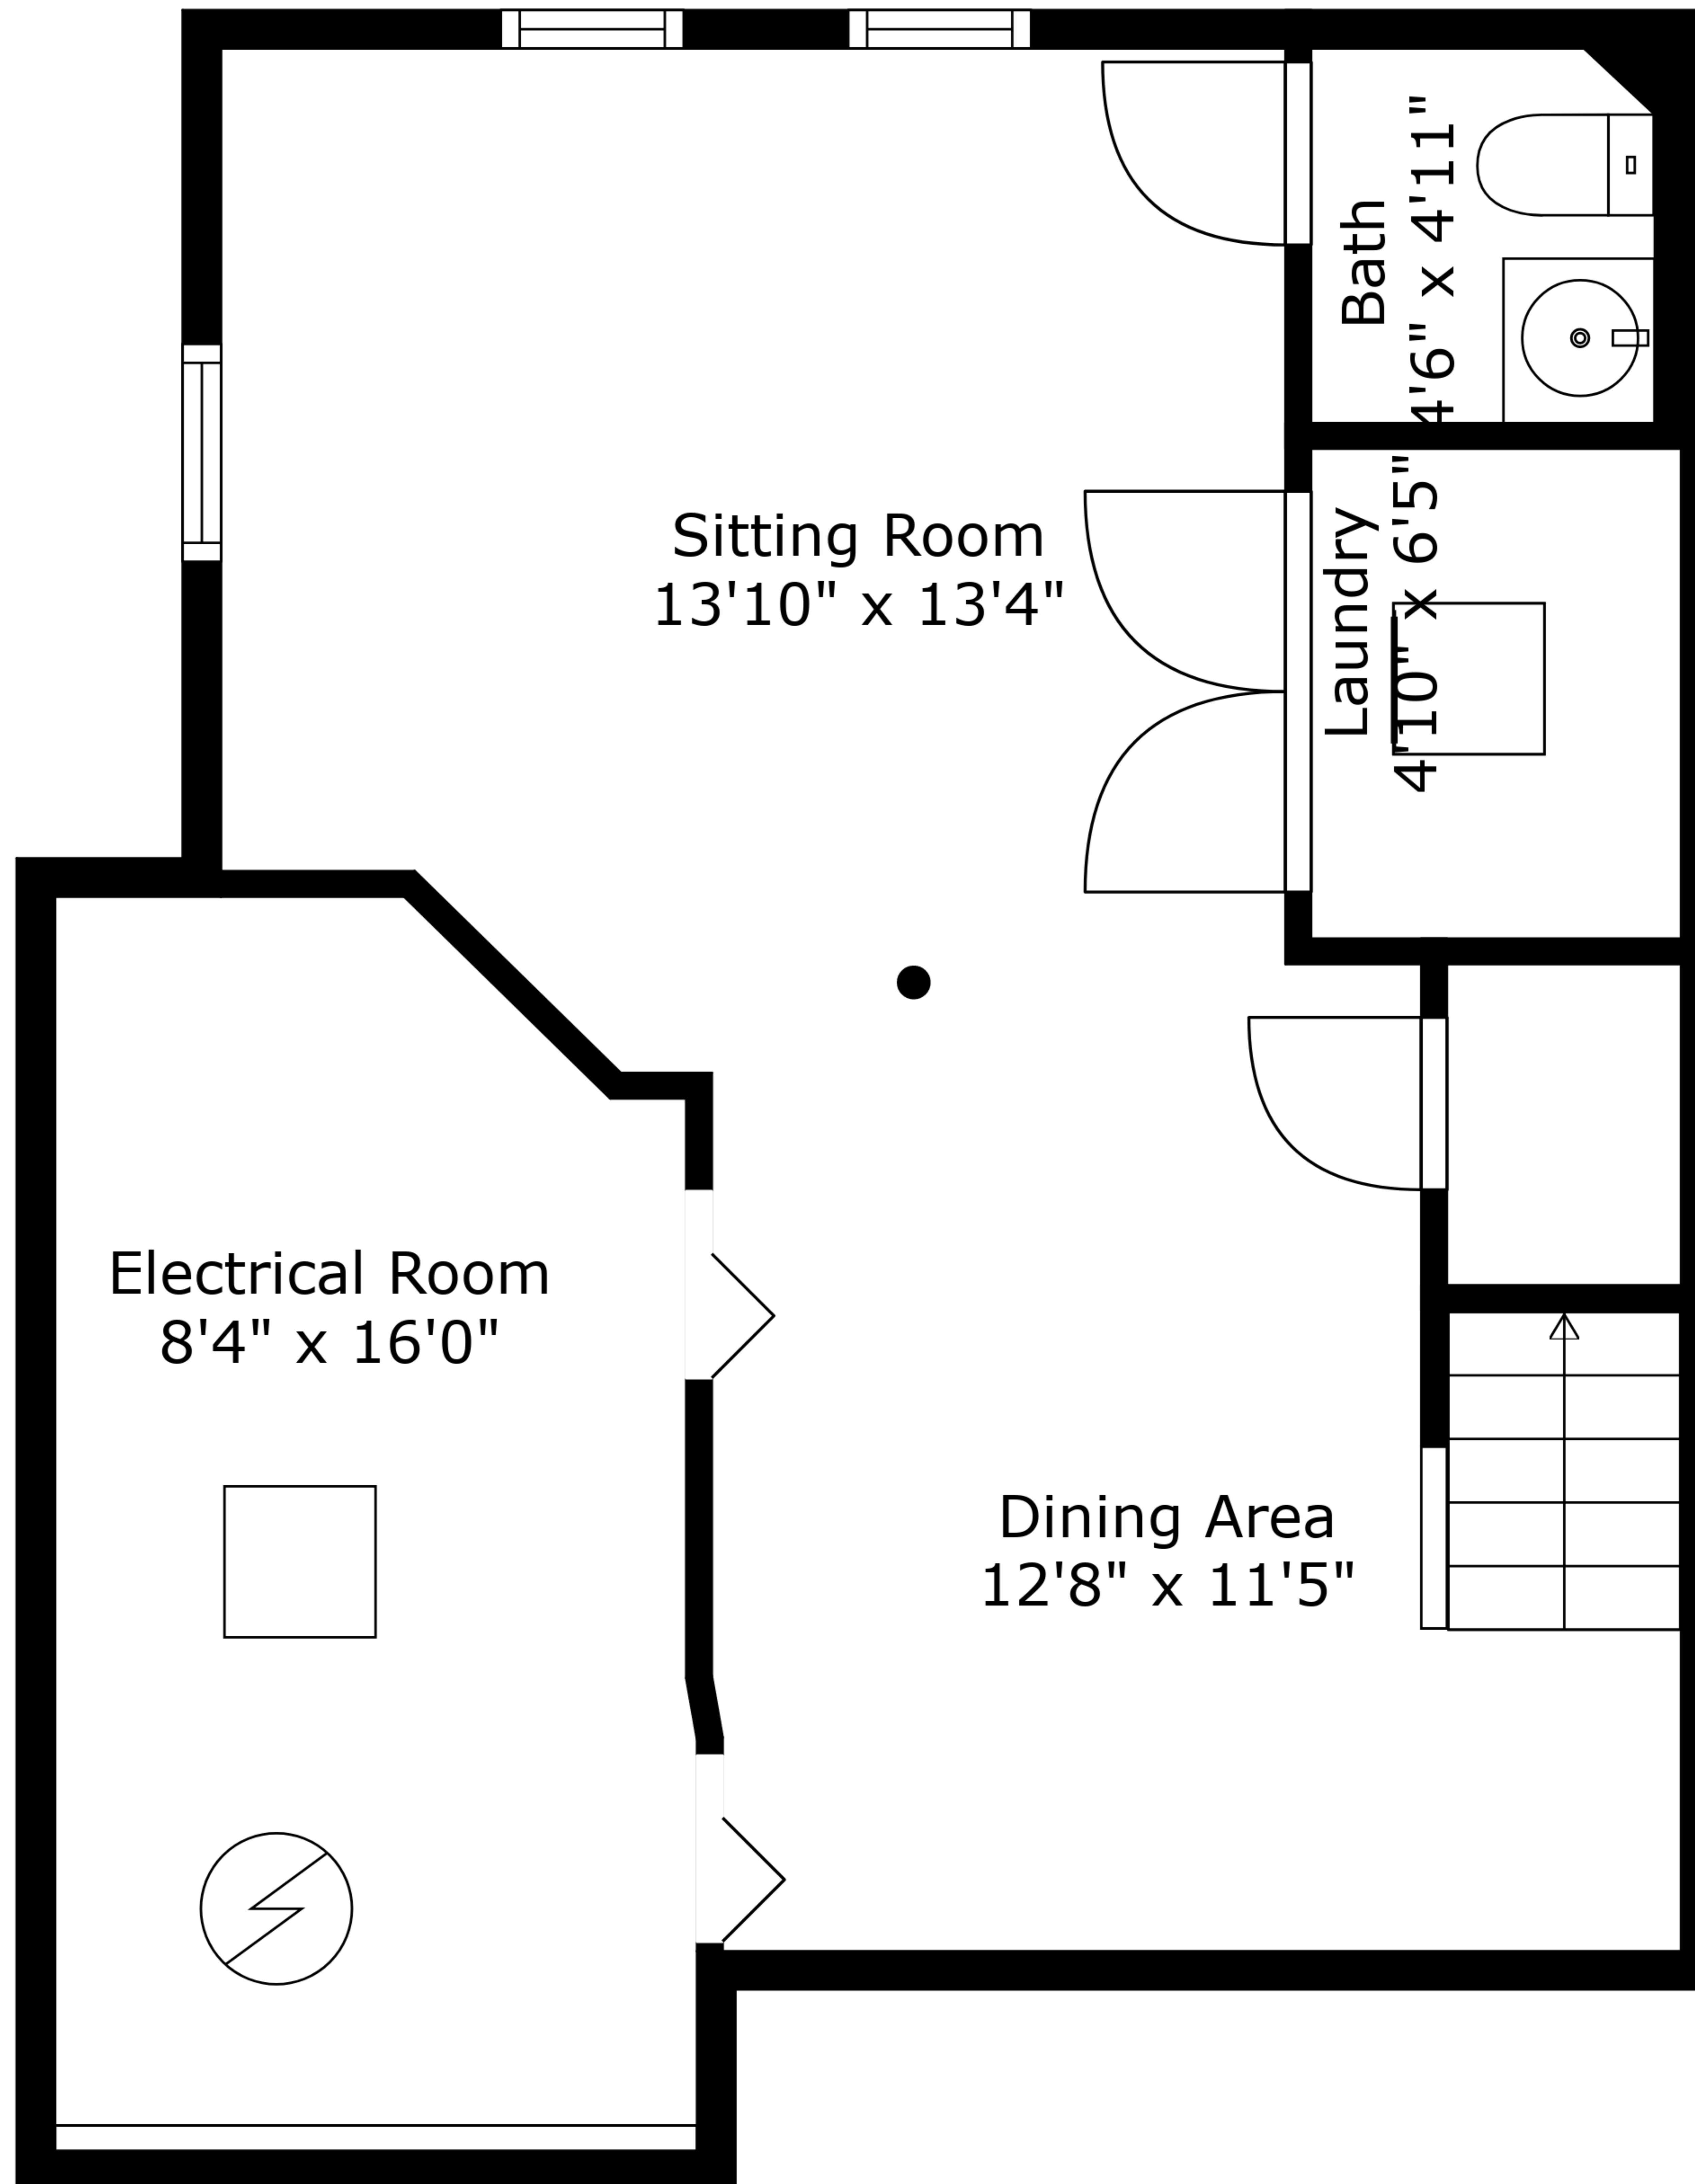 Bath
4'6" x 4'11"
Sitting Room
13'10" x 13'4"
Laundry
4'10" x 6'5"
Electrical Room
8'4" x 16'0"
Dining Area
12'8" x 11'5"